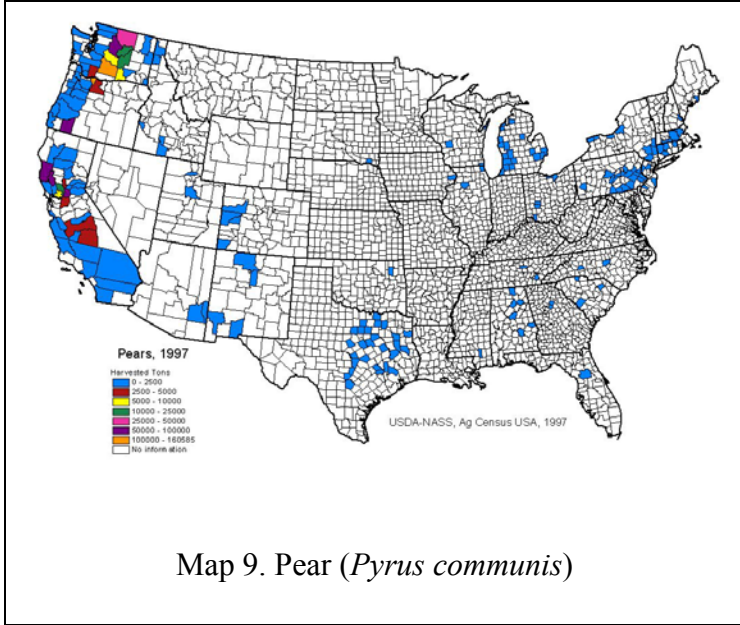 Pears, 1997
Harvested Tons
0 - 2500
2500 - 5000
5000 - 10000
10000 - 25000
25000 - 50000
50000 - 100000
100000 - 160585
No information
USDA-NASS, Ag Census USA, 1997
Map 9. Pear (Pyrus communis)